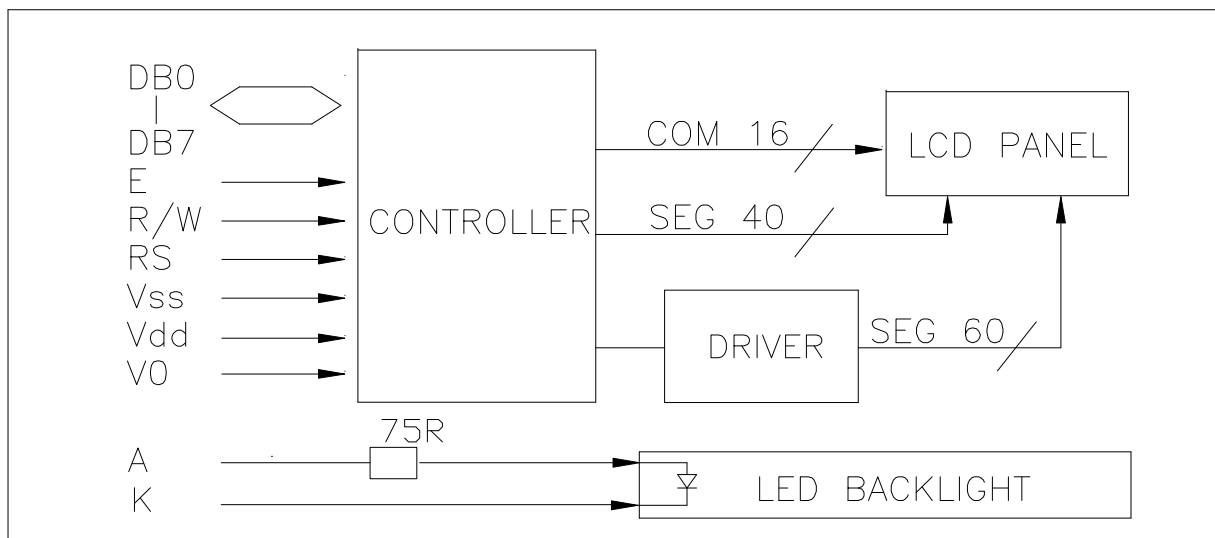 DB0
|
DB7
E
R/W
RS
Vss
Vdd
V0
CONTROLLER
COM 16
SEG 40
LCD PANEL
DRIVER
SEG 60
A
K
75R
LED BACKLIGHT